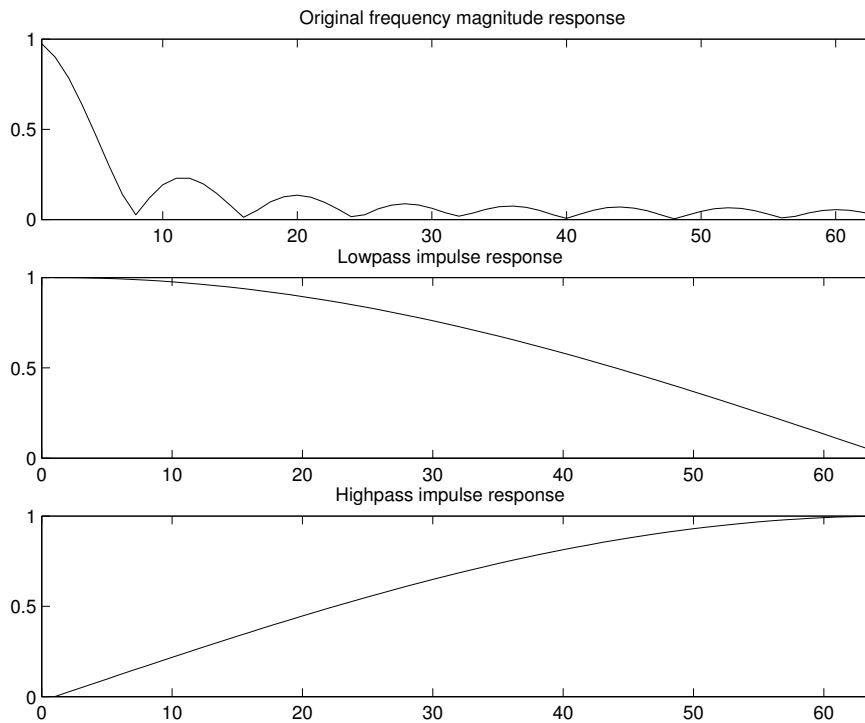 Original frequency magnitude response
1
0.5
0
10 20 30 40 50 60
Lowpass impulse response
1
0.5
0
0 10 20 30 40 50 60
Highpass impulse response
1
0.5
0
0 10 20 30 40 50 60